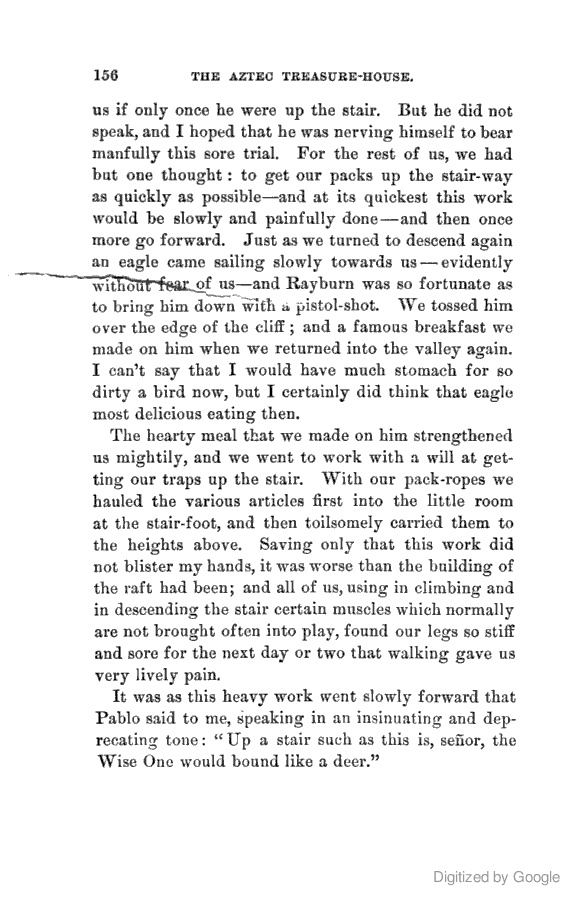 156 THE AZTEC TREASURE-HOUSE.
us if only once he were up the stair. But he did not
speak, and I hoped that he was nerving himself to bear
manfully this sore trial. For the rest of us, we had
but one thought : to get our packs up the stair-way
as quickly as possible—and at its quickest this work
would be slowly and painfully done—and then once
more go forward. Just as we turned to descend again
an eagle came sailing slowly towards us—evidently
without fear of us—and Rayburn was so fortunate as
to bring him down with a pistol-shot. We tossed him
over the edge of the cliff ; and a famous breakfast we
made on him when we returned into the valley again.
I can't say that I would have much stomach for so
dirty a bird now, but I certainly did think that eagle
most delicious eating then.
The hearty meal that we made on him strengthened
us mightily, and we went to work with a will at get-
ting our traps up the stair. With our pack-ropes we
hauled the various articles first into the little room
at the stair-foot, and then toilsomely carried them to
the heights above. Saving only that this work did
not blister my hands, it was worse than the building of
the raft had been; and all of us, using in climbing and
in descending the stair certain muscles which normally
are not brought often into play, found our legs so stiff
and sore for the next day or two that walking gave us
very lively pain.
It was as this heavy work went slowly forward that
Pablo said to me, speaking in an insinuating and dep-
recating tone: “Up a stair such as this is, señor, the
Wise One would bound like a deer.”
Digitized by Google